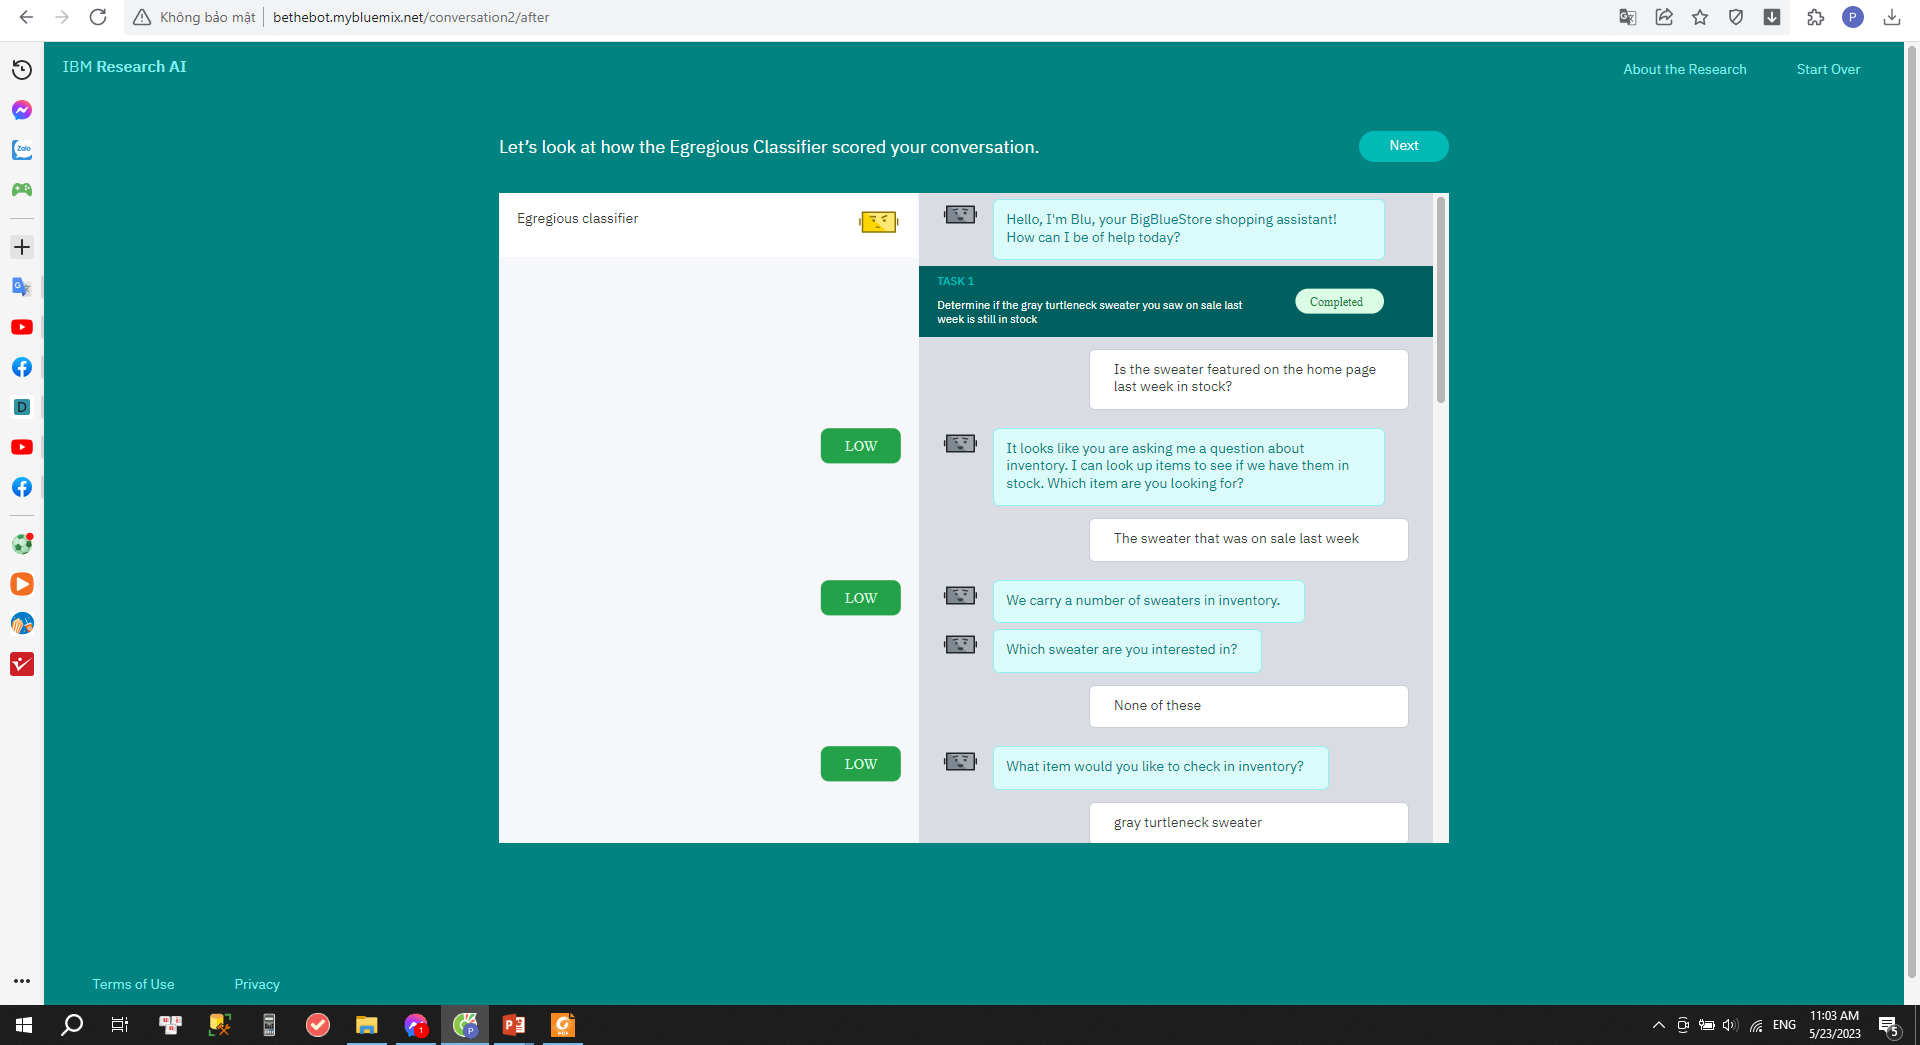 Không bảo mật
bethebot.mybluemix.net/conversation2/after
P
IBM Research AI
About the Research
Start Over
Let's look at how the Egregious Classifier scored your conversation.
Next
Egregious classifier
Hello, I'm Blu, your BigBlueStore shopping assistant!
How can I be of help today?
TASK 1
Determine if the gray turtleneck sweater you saw on sale last
week is still in stock
Completed
Is the sweater featured on the home page
last week in stock?
LOW
It looks like you are asking me a question about
inventory. I can look up items to see if we have them in
stock. Which item are you looking for?
The sweater that was on sale last week
LOW
We carry a number of sweaters in inventory.
Which sweater are you interested in?
None of these
LOW
What item would you like to check in inventory?
gray turtleneck sweater
Zalo
D
Terms of Use
Privacy
1
P
ENG
11:03 AM
5/23/2023
5